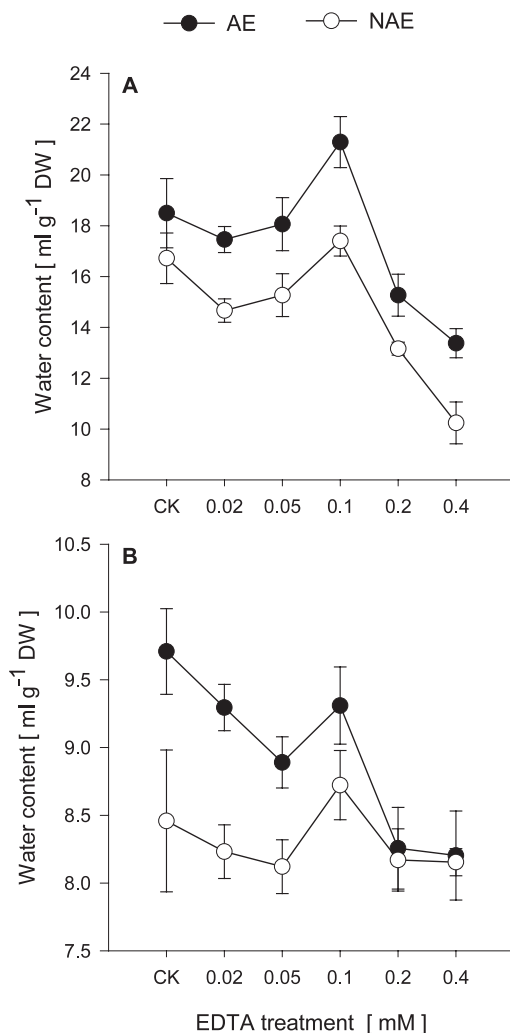 AE NAE
A
24
22
20
18
16
14
12
10
8
Water content [ ml g⁻¹ DW ]
CK 0.02 0.05 0.1 0.2 0.4
B
10.5
10.0
9.5
9.0
8.5
8.0
7.5
Water content [ ml g⁻¹ DW ]
CK 0.02 0.05 0.1 0.2 0.4
EDTA treatment [ mM ]